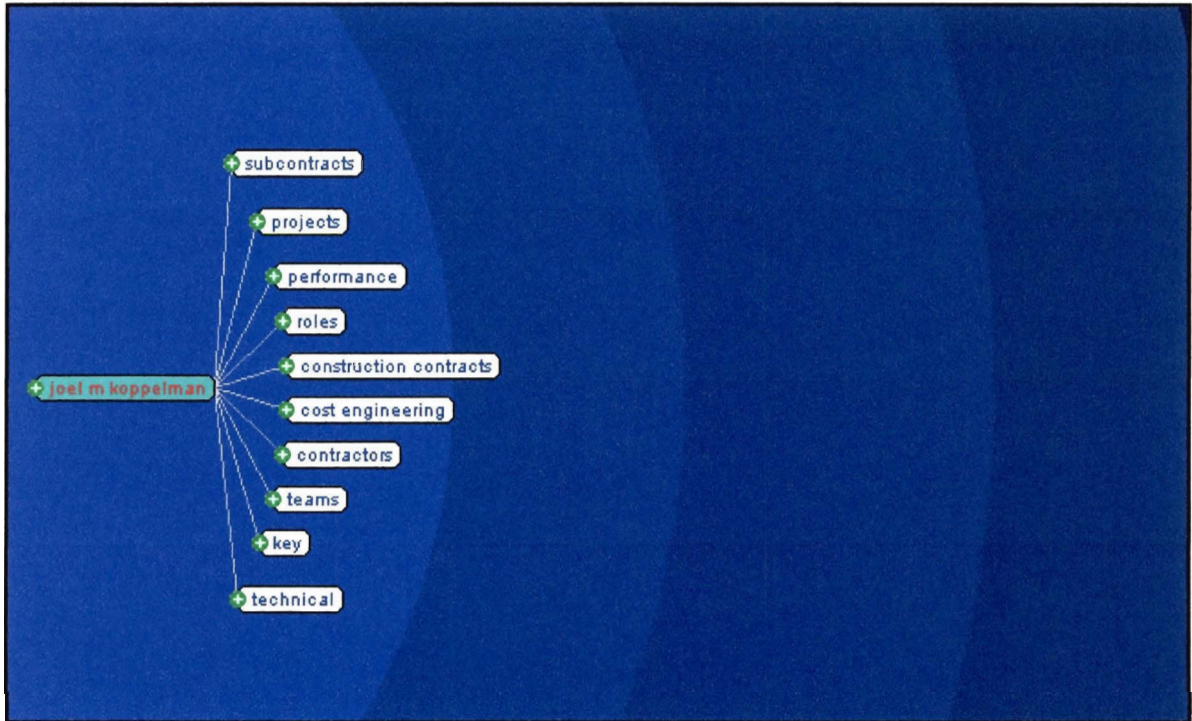 subcontracts
projects
performance
roles
construction contracts
joel m koppelman
cost engineering
contractors
teams
key
technical